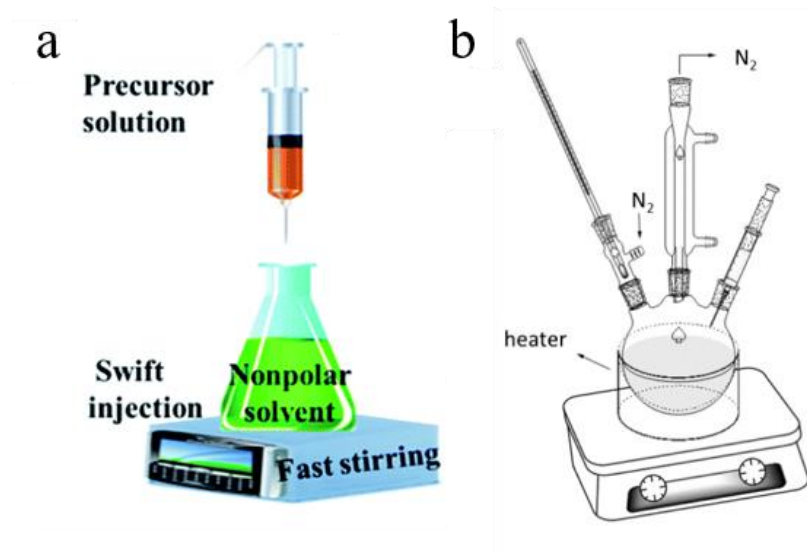 a
Precursor
solution
Swift
injection
Nonpolar
solvent
Fast stirring
b
N₂
N₂
heater